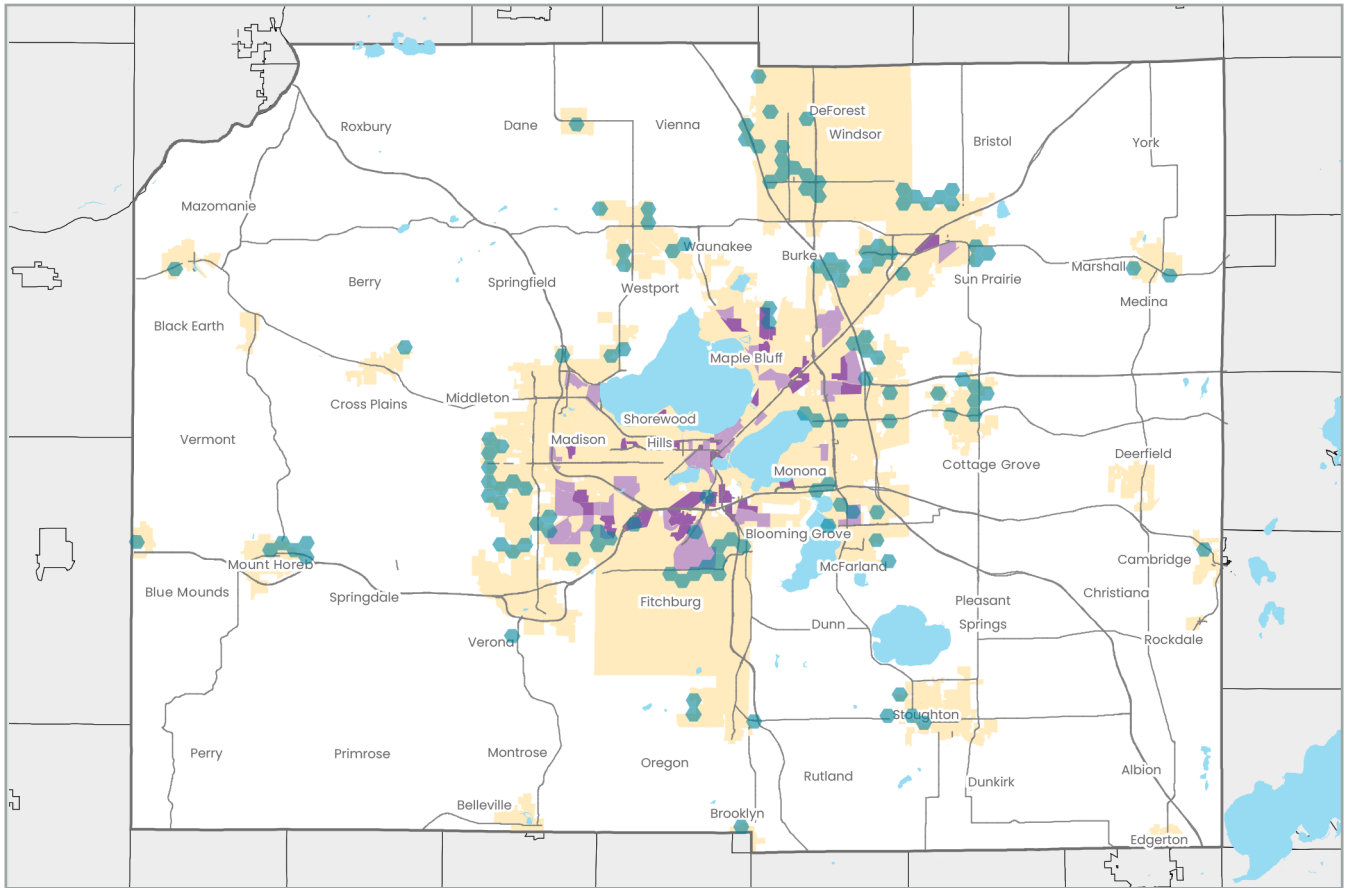 DeForest
Roxbury
Dane
Vienna
Windsor
Bristol
York
Mazomanie
Waunakee
Burke
Marshall
Berry
Springfield
Westport
Sun Prairie
Medina
Black Earth
Maple Bluff
Cross Plains
Middleton
Shorewood
Hills
Vermont
Madison
Monona
Cottage Grove
Deerfield
Blooming Grove
Mount Horeb
McFarland
Cambridge
Blue Mounds
Springdale
Fitchburg
Pleasant
Springs
Christiana
Verona
Dunn
Rockdale
Stoughton
Perry
Primrose
Montrose
Oregon
Rutland
Dunkirk
Albion
Belleville
Brooklyn
Edgerton